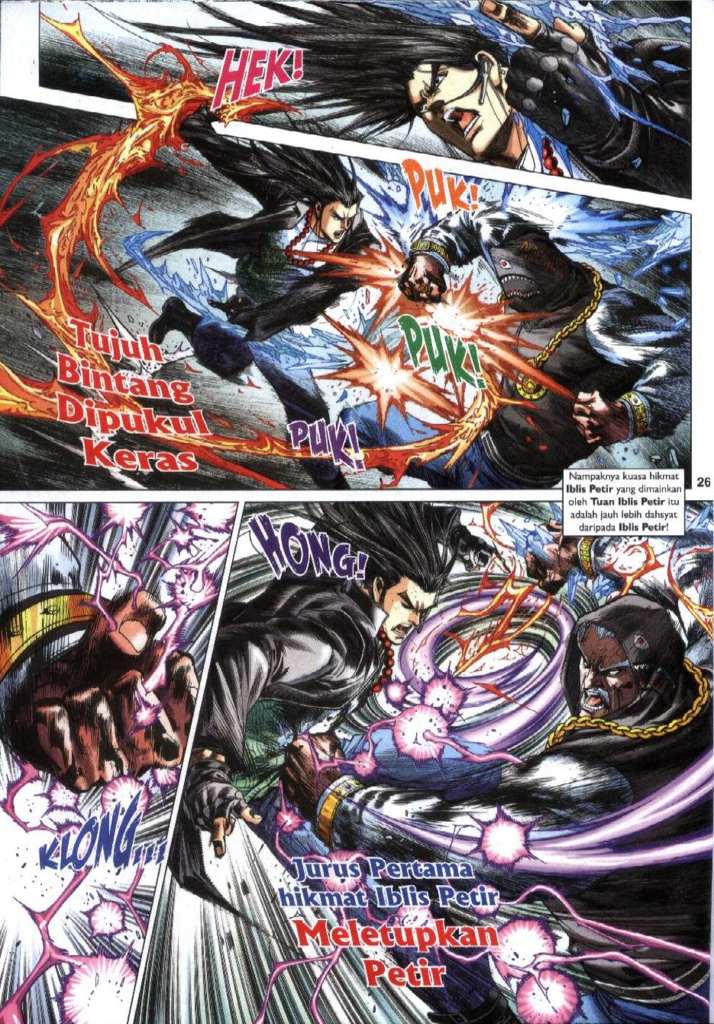 HEK!
PUK!
PUK!
Tujuh
Bintang
Dipukul
Keras
PUK!
Nampaknya kuasa hikmat
Iblis Petir yang dimainkan
oleh Tuan Iblis Petir itu
adalah jauh lebih dahsyat
daripada Iblis Petir!
26
HONG!
KLONG...
Jurus Pertama
hikmat Iblis Petir
Meletupkan
Petir